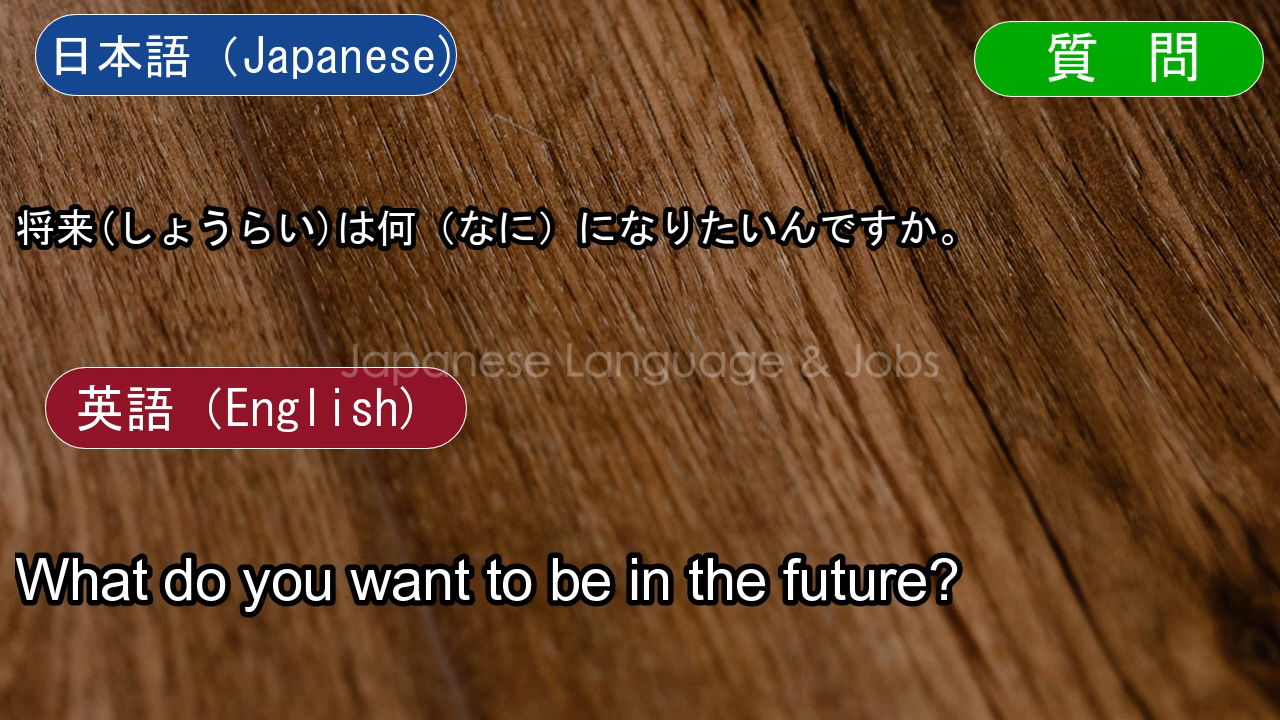 日本語（Japanese)
質　問
将来(しょうらい)は何（なに）になりたいんですか。
Japanese Language & Jobs
英語（English)
What do you want to be in the future?